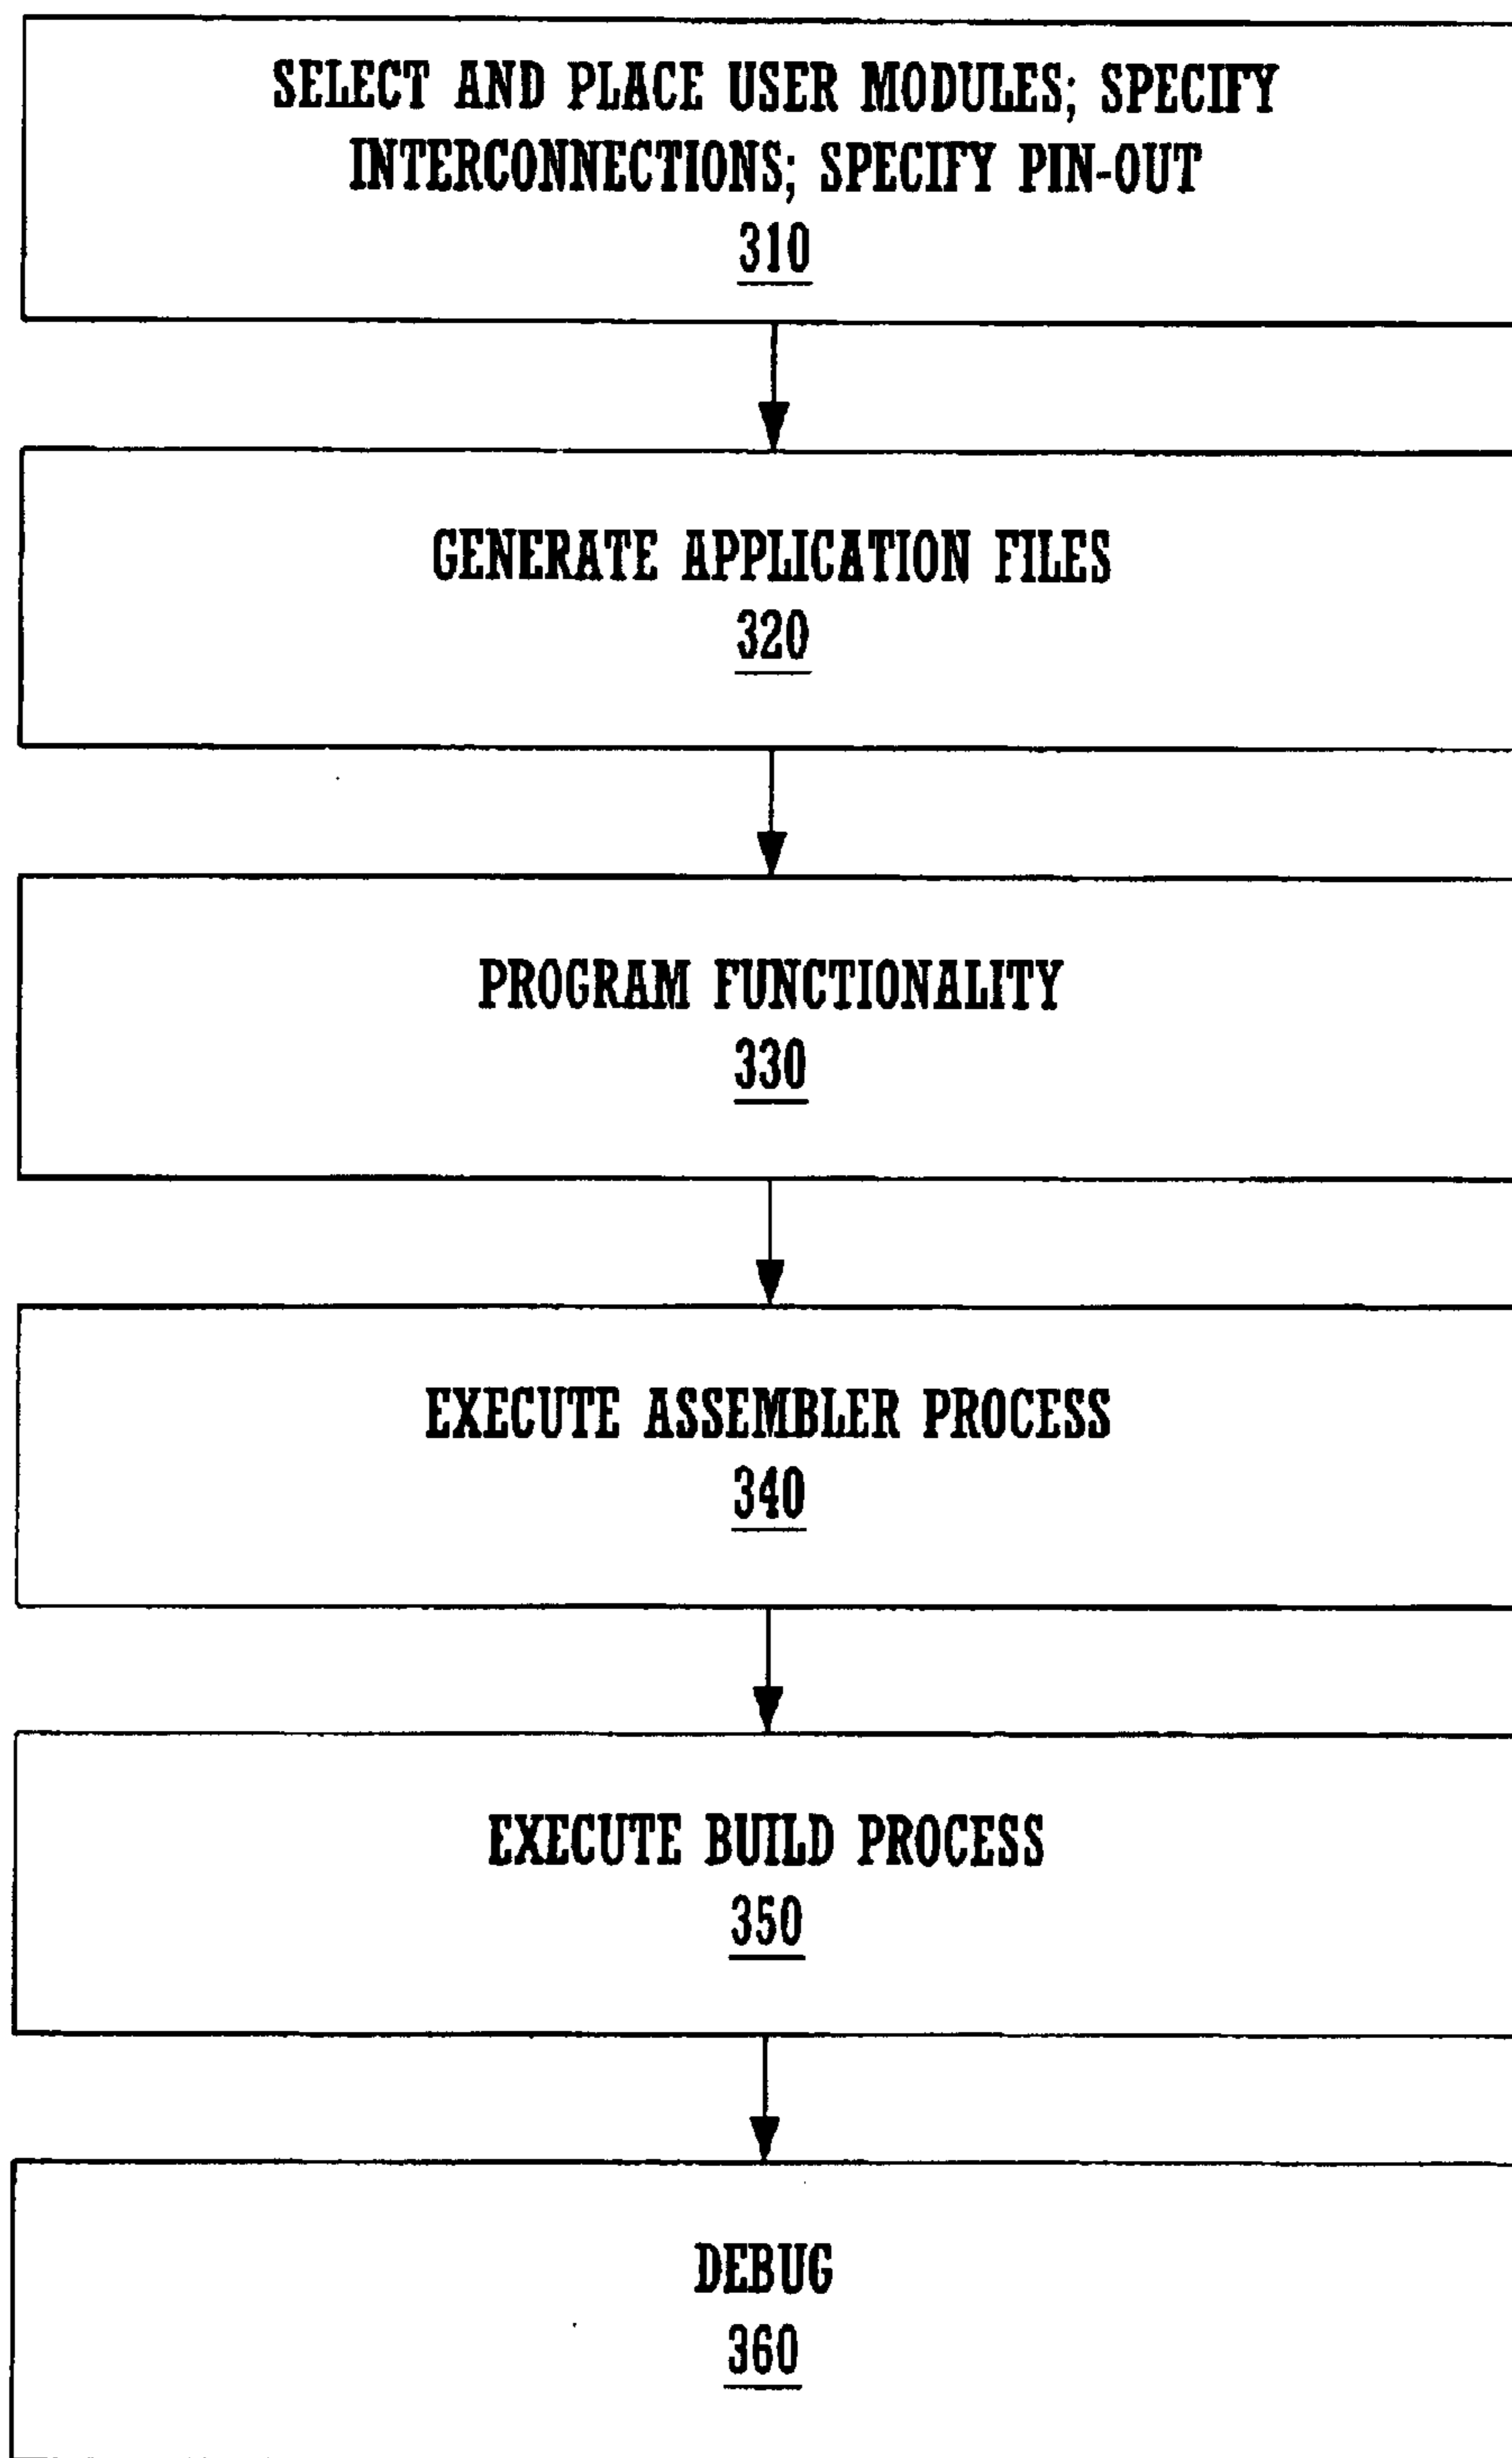 SELECT AND PLACE USER MODULES; SPECIFY
INTERCONNECTIONS; SPECIFY PIN-OUT
310
GENERATE APPLICATION FILES
320
PROGRAM FUNCTIONALITY
330
EXECUTE ASSEMBLER PROCESS
340
EXECUTE BUILD PROCESS
350
DEBUG
360